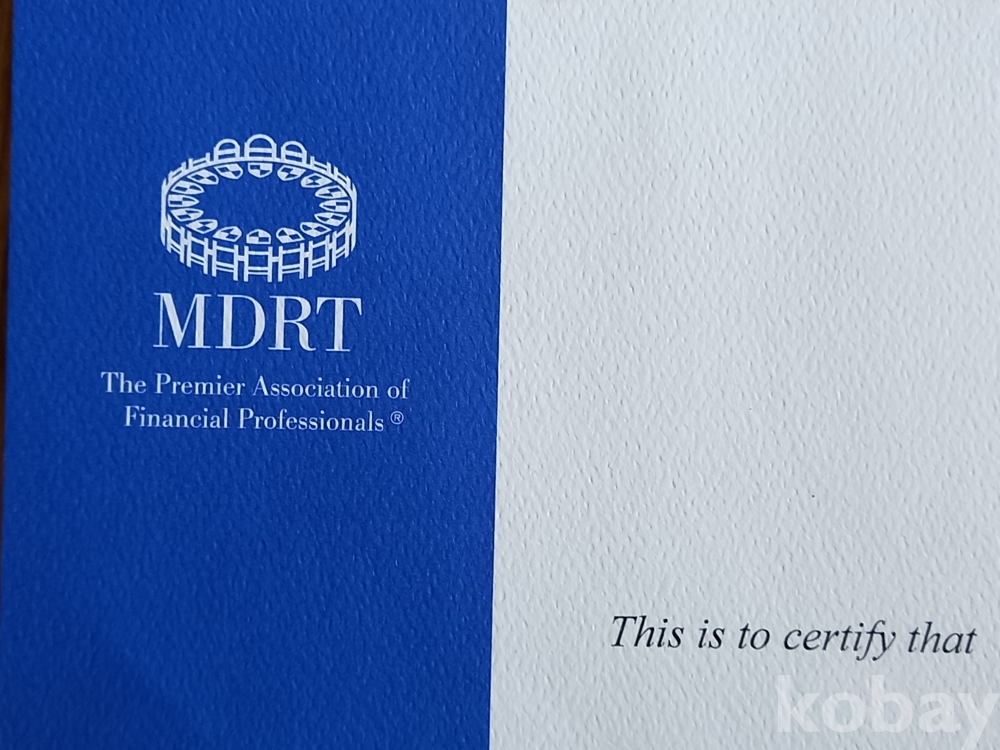 MDRT
The Premier Association of
Financial Professionals ®
This is to certify that
kobay